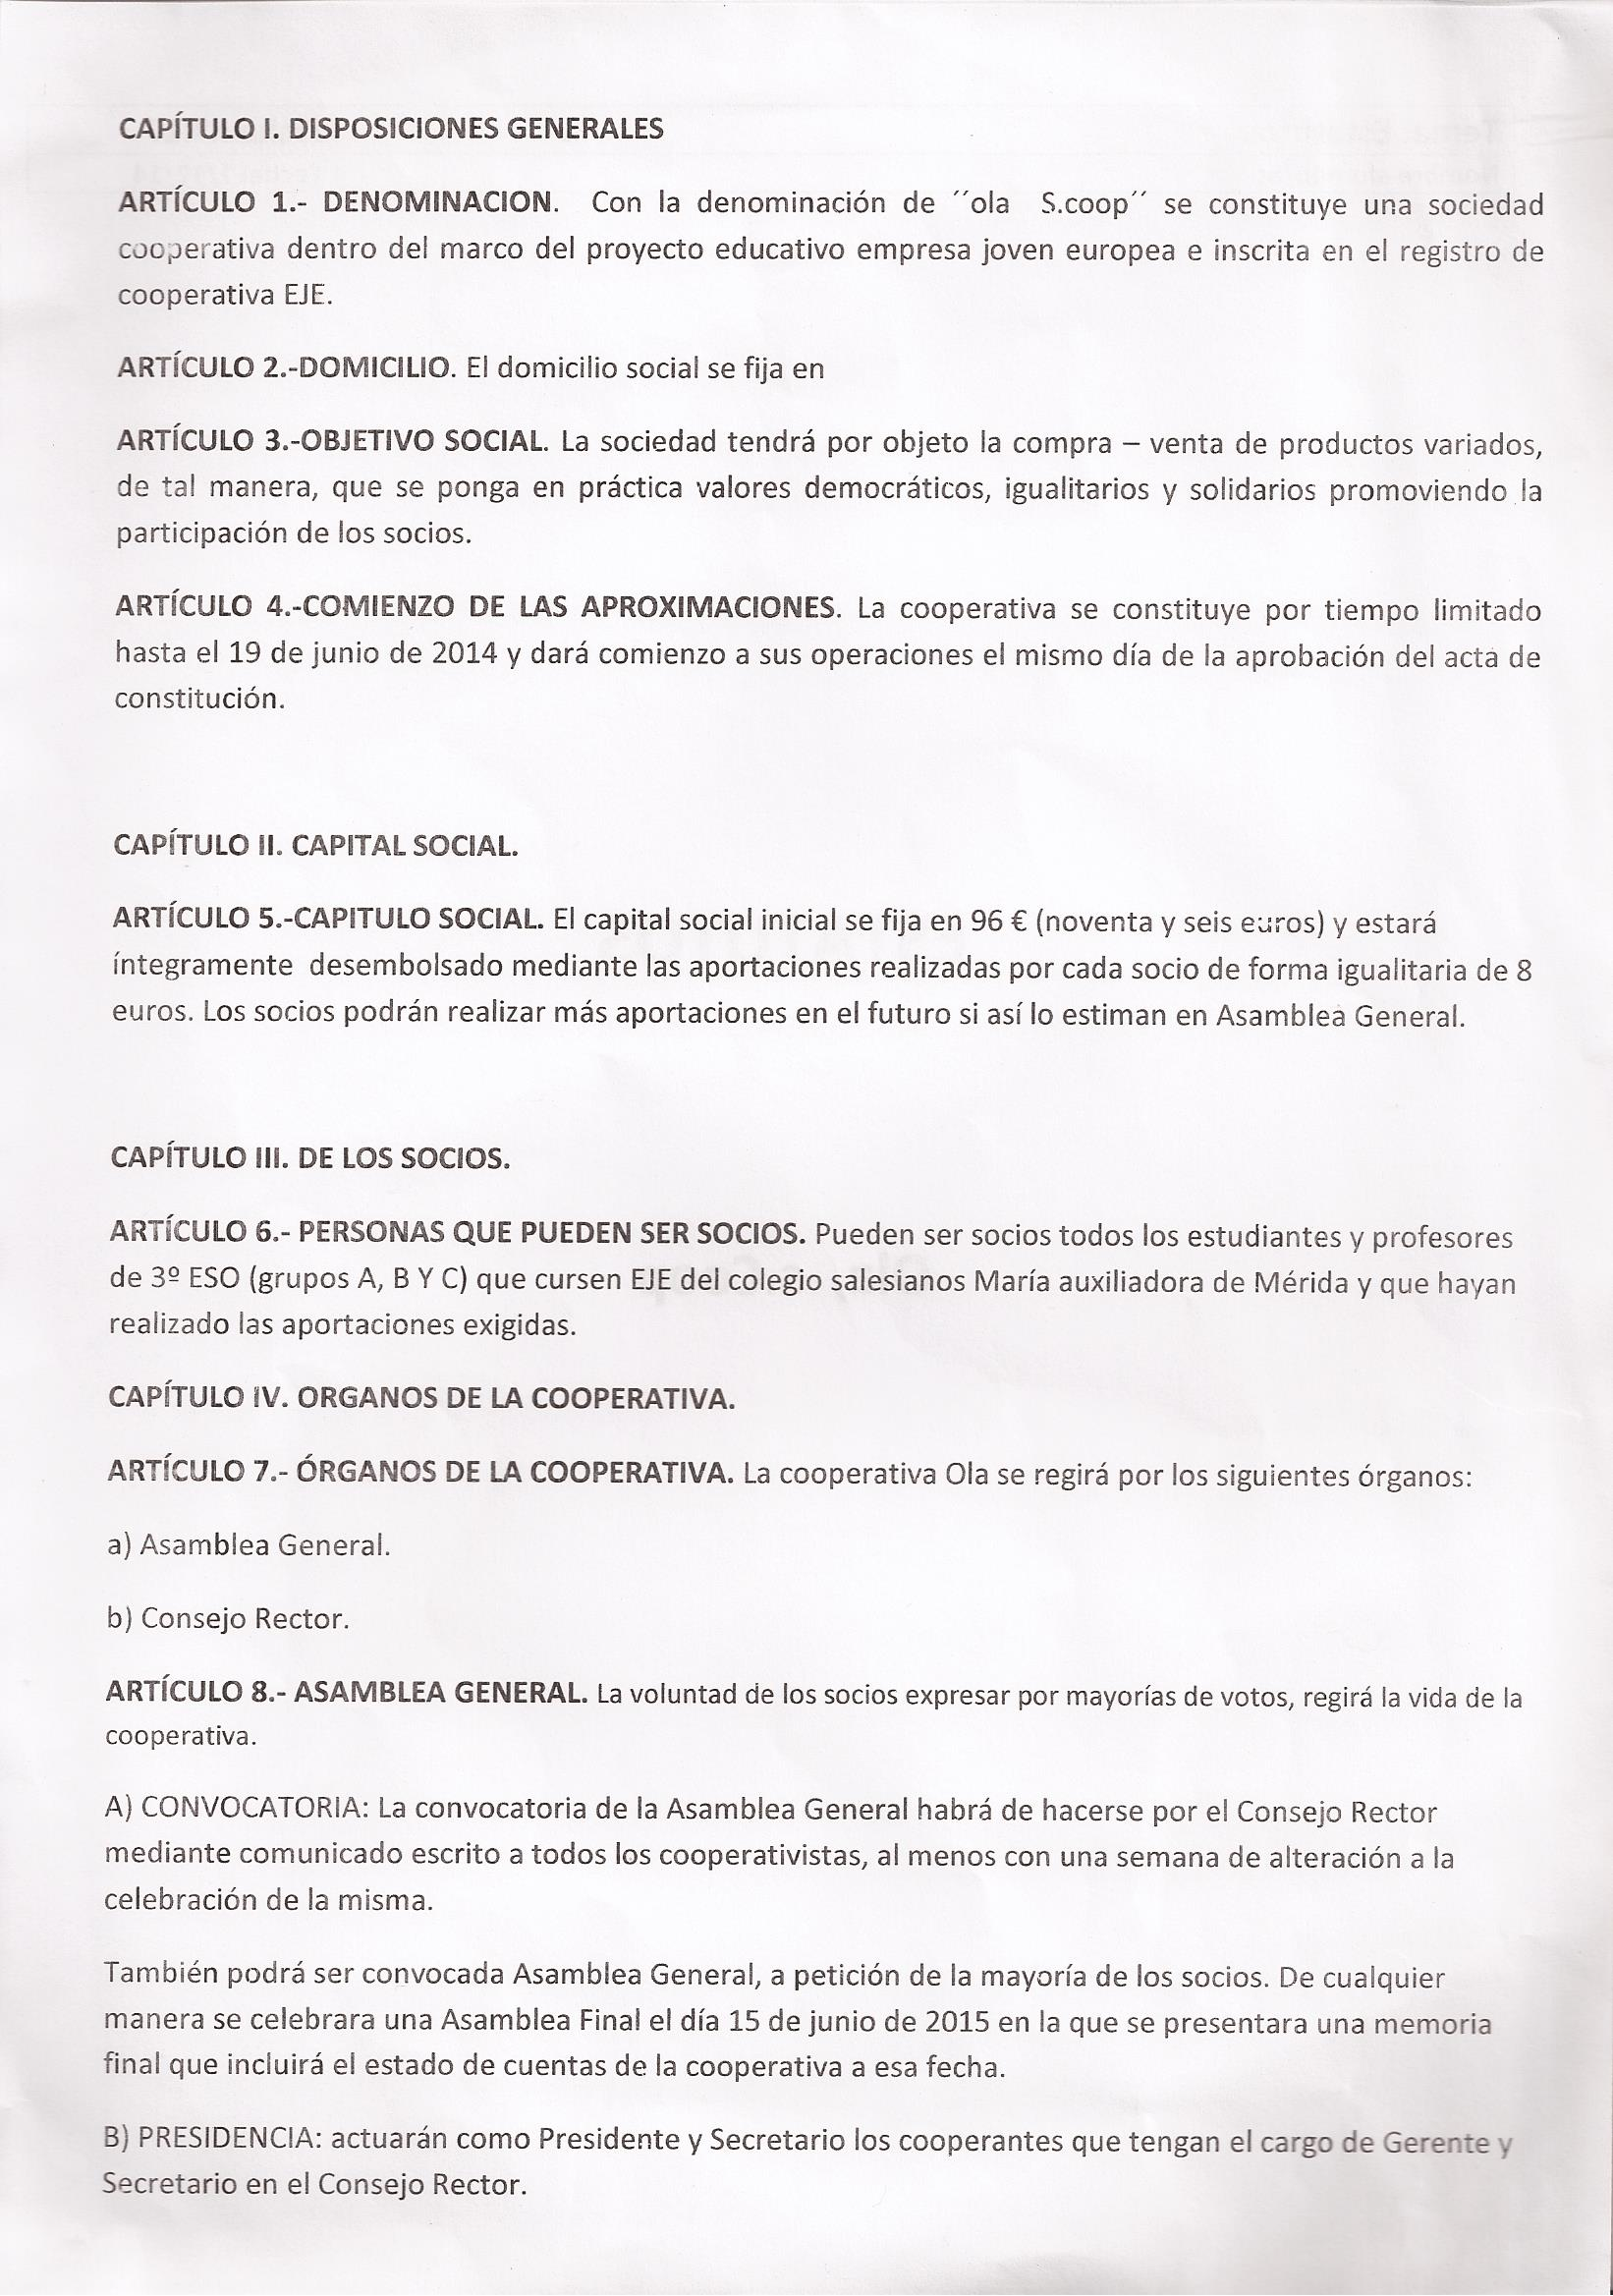 CAPÍTULO I. DISPOSICIONES GENERALES
ARTÍCULO 1.- DENOMINACION. Con la denominación de ´´ola S.coop´´ se constituye una sociedad
cooperativa dentro del marco del proyecto educativo empresa joven europea e inscrita en el registro de
cooperativa EJE.
ARTÍCULO 2.-DOMICILIO. El domicilio social se fija en
ARTÍCULO 3.-OBJETIVO SOCIAL. La sociedad tendrá por objeto la compra – venta de productos variados,
de tal manera, que se ponga en práctica valores democráticos, igualitarios y solidarios promoviendo la
participación de los socios.
ARTÍCULO 4.-COMIENZO DE LAS APROXIMACIONES. La cooperativa se constituye por tiempo limitado
hasta el 19 de junio de 2014 y dará comienzo a sus operaciones el mismo día de la aprobación del acta de
constitución.
CAPÍTULO II. CAPITAL SOCIAL.
ARTÍCULO 5.-CAPITULO SOCIAL. El capital social inicial se fija en 96 € (noventa y seis euros) y estará
íntegramente desembolsado mediante las aportaciones realizadas por cada socio de forma igualitaria de 8
euros. Los socios podrán realizar más aportaciones en el futuro si así lo estiman en Asamblea General.
CAPÍTULO III. DE LOS SOCIOS.
ARTÍCULO 6.- PERSONAS QUE PUEDEN SER SOCIOS. Pueden ser socios todos los estudiantes y profesores
de 3º ESO (grupos A, B Y C) que cursen EJE del colegio salesianos María auxiliadora de Mérida y que hayan
realizado las aportaciones exigidas.
CAPÍTULO IV. ORGANOS DE LA COOPERATIVA.
ARTÍCULO 7.- ÓRGANOS DE LA COOPERATIVA. La cooperativa Ola se regirá por los siguientes órganos:
a) Asamblea General.
b) Consejo Rector.
ARTÍCULO 8.- ASAMBLEA GENERAL. La voluntad de los socios expresar por mayorías de votos, regirá la vida de la
cooperativa.
A) CONVOCATORIA: La convocatoria de la Asamblea General habrá de hacerse por el Consejo Rector
mediante comunicado escrito a todos los cooperativistas, al menos con una semana de alteración a la
celebración de la misma.
También podrá ser convocada Asamblea General, a petición de la mayoría de los socios. De cualquier
manera se celebrara una Asamblea Final el día 15 de junio de 2015 en la que se presentara una memoria
final que incluirá el estado de cuentas de la cooperativa a esa fecha.
B) PRESIDENCIA: actuarán como Presidente y Secretario los cooperantes que tengan el cargo de Gerente y
Secretario en el Consejo Rector.